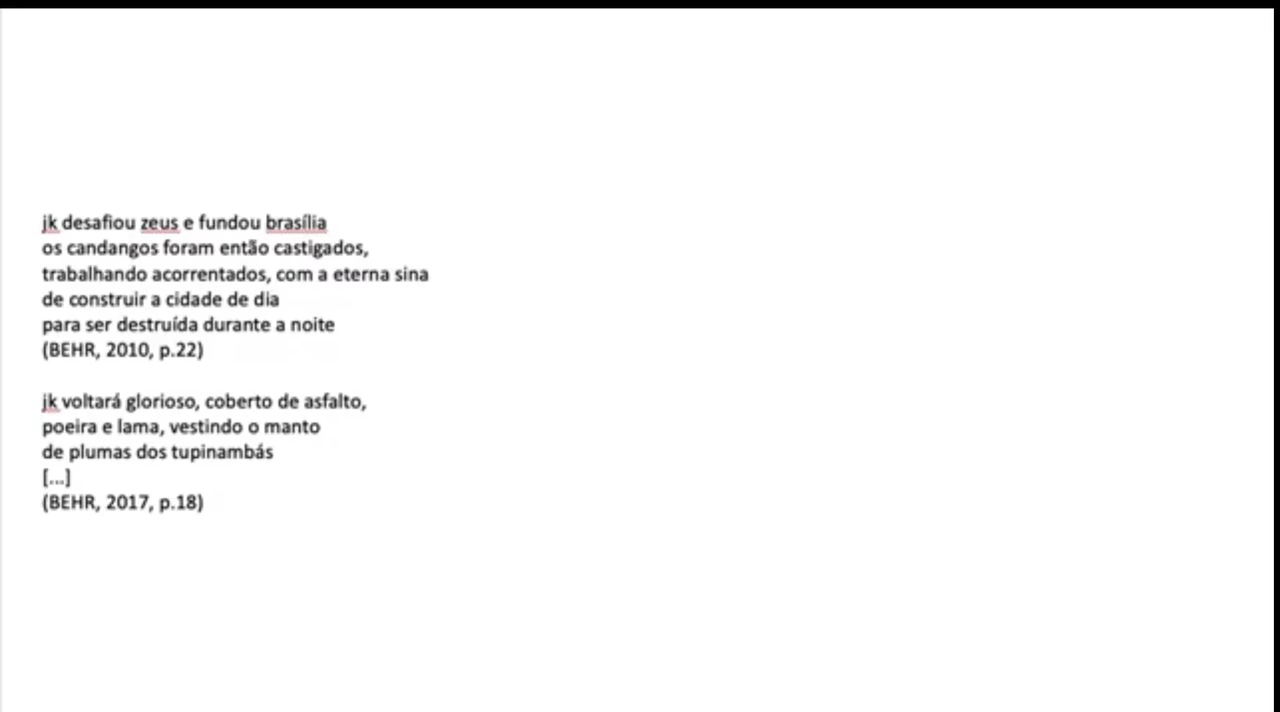 jk desafiou zeus e fundou brasília
os candangos foram então castigados,
trabalhando acorrentados, com a eterna sina
de construir a cidade de dia
para ser destruída durante a noite
(BEHR, 2010, p.22)
jk voltará glorioso, coberto de asfalto,
poeira e lama, vestindo o manto
de plumas dos tupinambás
[...]
(BEHR, 2017, p.18)